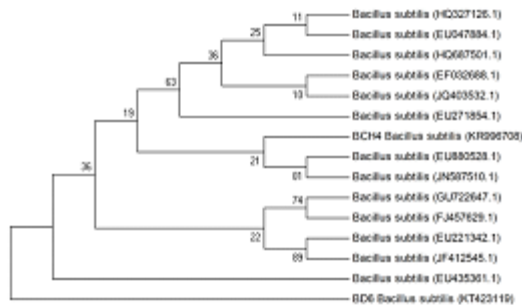 11
Bacillus subtilis (HQ327126.1)
Bacillus subtilis (EU047884.1)
25
Bacillus subtilis (HQ687501.1)
36
Bacillus subtilis (EF032688.1)
10
Bacillus subtilis (JQ403532.1)
63
Bacillus subtilis (EU271854.1)
19
BCH4 Bacillus subtilis (KR996708)
21
Bacillus subtilis (EU880528.1)
81
Bacillus subtilis (JN587510.1)
36
74
Bacillus subtilis (GU722647.1)
Bacillus subtilis (FJ457629.1)
22
Bacillus subtilis (EU221342.1)
89
Bacillus subtilis (JF412545.1)
Bacillus subtilis (EU435361.1)
BD6 Bacillus subtilis (KT423119)